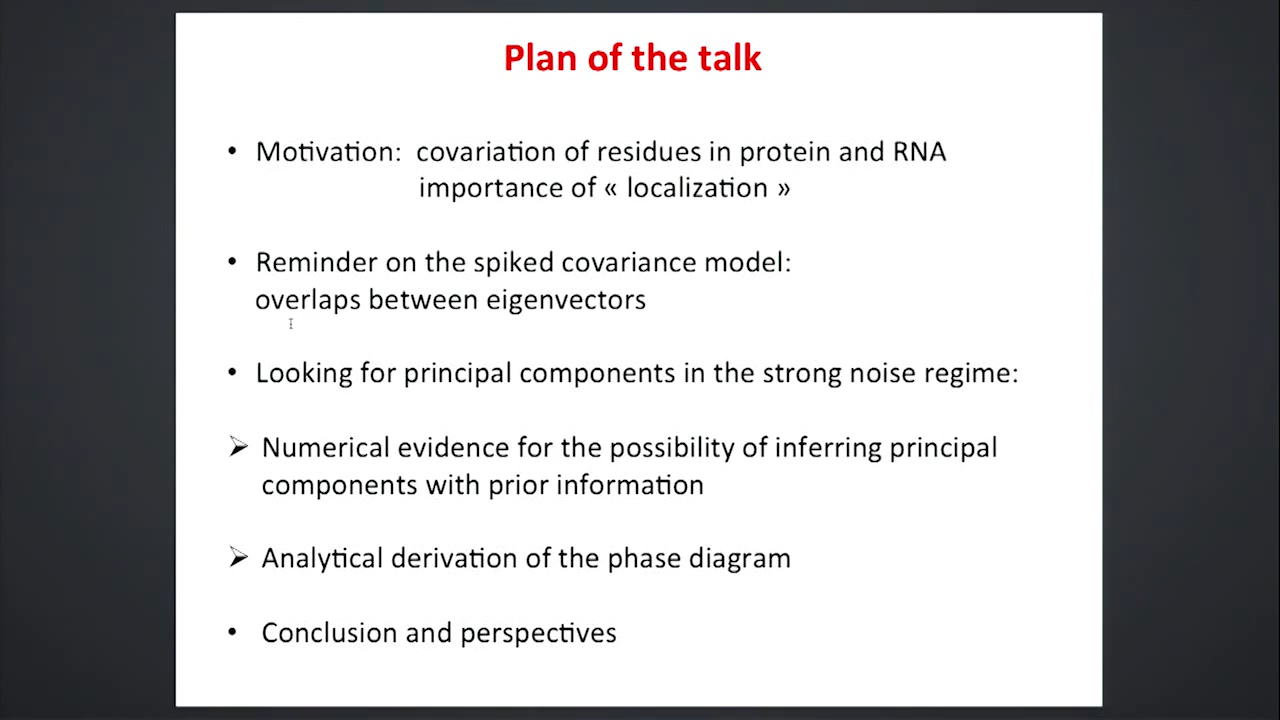 Plan of the talk
• Motivation: covariation of residues in protein and RNA
importance of « localization »
• Reminder on the spiked covariance model:
overlaps between eigenvectors
• Looking for principal components in the strong noise regime:
➢ Numerical evidence for the possibility of inferring principal
components with prior information
➢ Analytical derivation of the phase diagram
• Conclusion and perspectives